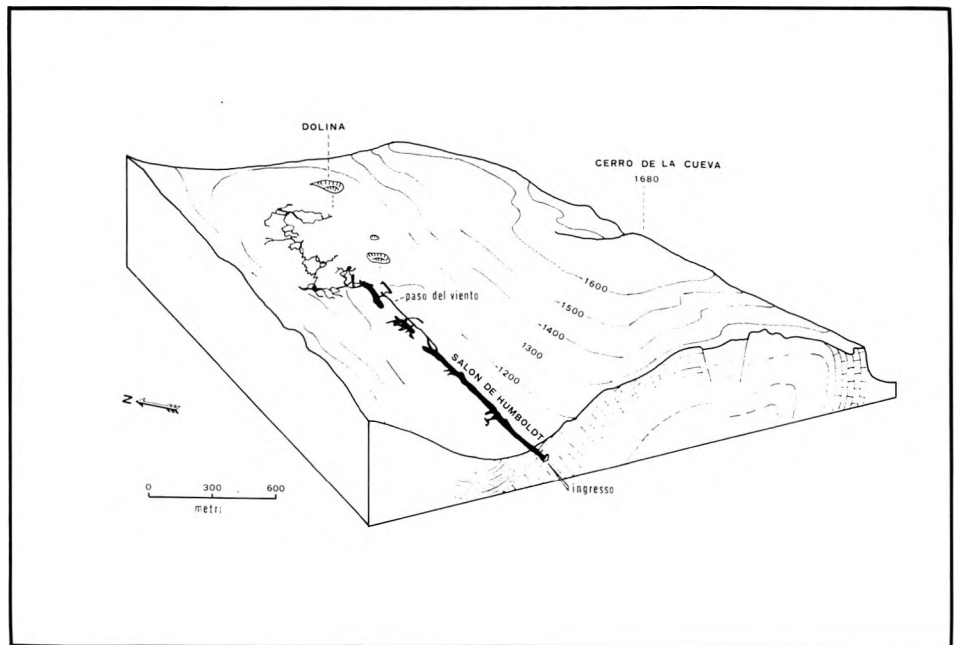 DOLINA
CERRO DE LA CUEVA
1680
1600
1500
1400
1300
1200
paso del viento
SALON DE HUMBOLDT
ingresso
N
0 300 600
metri